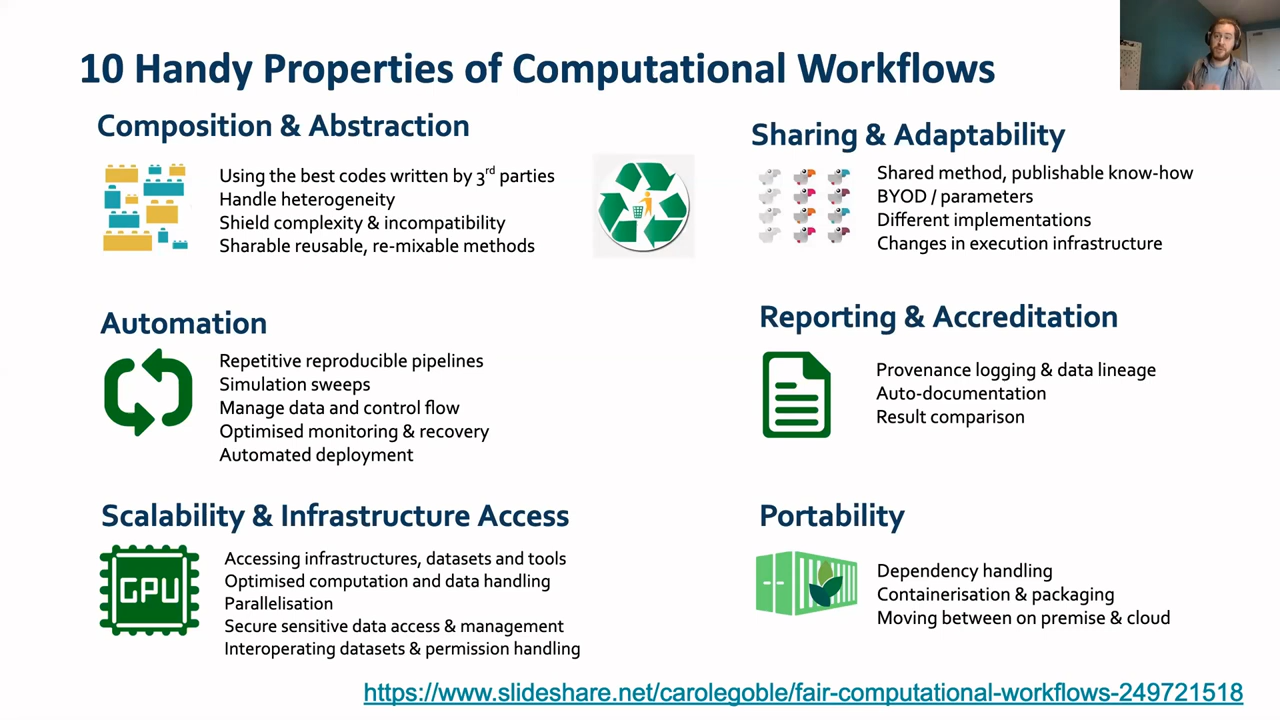 10 Handy Properties of Computational Workflows
Composition & Abstraction
Using the best codes written by 3rd parties
Handle heterogeneity
Shield complexity & incompatibility
Sharable reusable, re-mixable methods
Sharing & Adaptability
Shared method, publishable know-how
BYOD / parameters
Different implementations
Changes in execution infrastructure
Automation
Repetitive reproducible pipelines
Simulation sweeps
Manage data and control flow
Optimised monitoring & recovery
Automated deployment
Reporting & Accreditation
Provenance logging & data lineage
Auto-documentation
Result comparison
Scalability & Infrastructure Access
GPU
Accessing infrastructures, datasets and tools
Optimised computation and data handling
Parallelisation
Secure sensitive data access & management
Interoperating datasets & permission handling
Portability
Dependency handling
Containerisation & packaging
Moving between on premise & cloud
https://www.slideshare.net/carolegoble/fair-computational-workflows-249721518